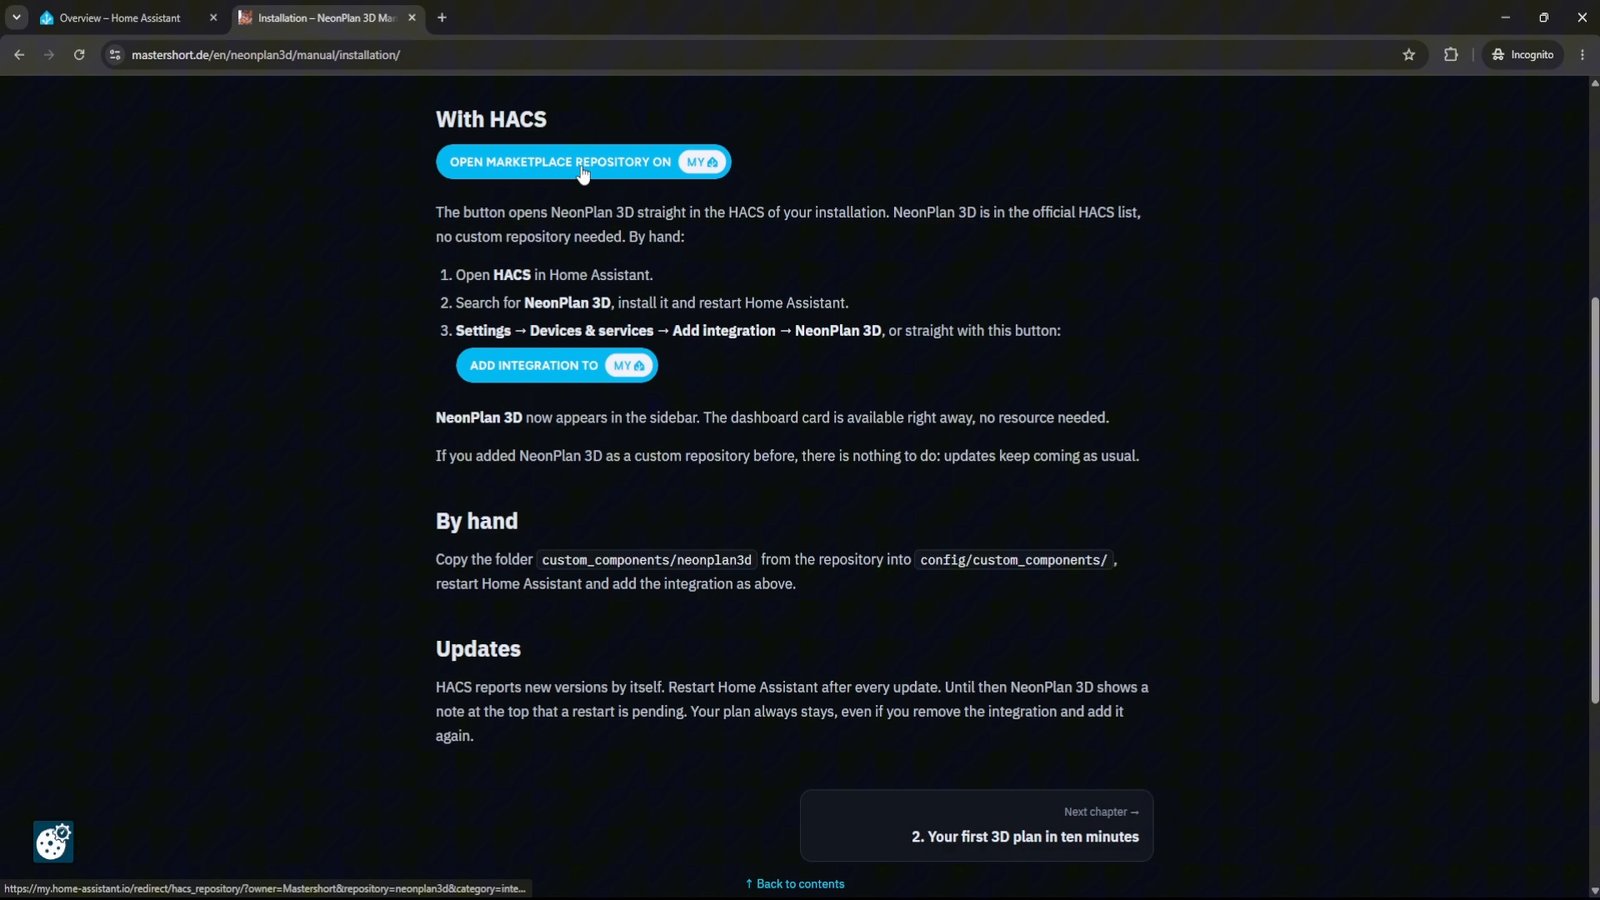 Overview – Home Assistant
Installation – NeonPlan 3D Mar
mastershort.de/en/neonplan3d/manual/installation/
Incognito
With HACS
OPEN MARKETPLACE REPOSITORY ON MY
The button opens NeonPlan 3D straight in the HACS of your installation. NeonPlan 3D is in the official HACS list,
no custom repository needed. By hand:
1. Open HACS in Home Assistant.
2. Search for NeonPlan 3D, install it and restart Home Assistant.
3. Settings → Devices & services → Add integration → NeonPlan 3D, or straight with this button:
ADD INTEGRATION TO MY
NeonPlan 3D now appears in the sidebar. The dashboard card is available right away, no resource needed.
If you added NeonPlan 3D as a custom repository before, there is nothing to do: updates keep coming as usual.
By hand
Copy the folder custom_components/neonplan3d from the repository into config/custom_components/ ,
restart Home Assistant and add the integration as above.
Updates
HACS reports new versions by itself. Restart Home Assistant after every update. Until then NeonPlan 3D shows a
note at the top that a restart is pending. Your plan always stays, even if you remove the integration and add it
again.
Next chapter →
2. Your first 3D plan in ten minutes
↑ Back to contents
https://my.home-assistant.io/redirect/hacs_repository/?owner=Mastershort&repository=neonplan3d&category=inte...